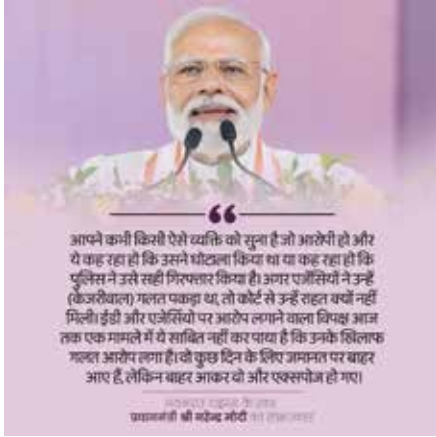 आपने कभी किसी ऐसे व्यक्ति को सुना है जो आरोपी हो और
ये कह रहा हो कि उसने घोटाला किया था या कह रहा हो कि
पुलिस ने उसे सही गिरफ्तार किया है। अगर एजेंसियों ने उन्हें
(केजरीवाल) गलत पकड़ा था, तो कोर्ट से उन्हें राहत क्यों नहीं
मिली। ईडी और एजेंसियों पर आरोप लगाने वाला विपक्ष आज
तक एक मामले में ये साबित नहीं कर पाया है कि उनके खिलाफ
गलत आरोप लगा है। वो कुछ दिन के लिए जमानत पर बाहर
आए हैं, लेकिन बाहर आकर वो और एक्सपोज हो गए।
के साथ
प्रधानमंत्री श्री नरेन्द्र मोदी का